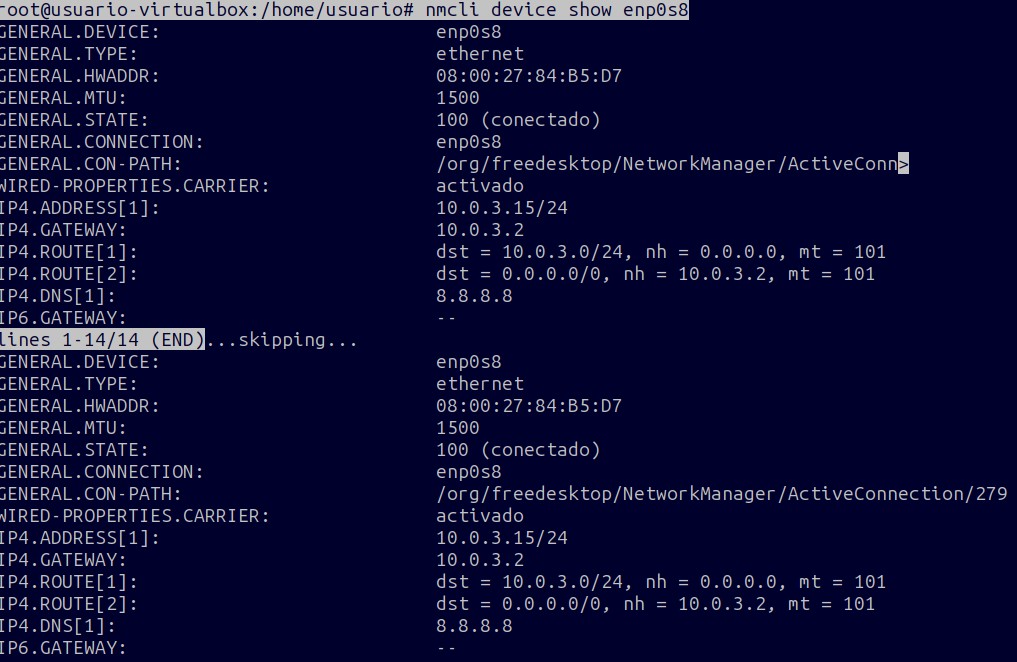 root@usuario-virtualbox:/home/usuario# nmcli device show enp0s8
GENERAL.DEVICE: enp0s8
GENERAL.TYPE: ethernet
GENERAL.HWADDR: 08:00:27:84:B5:D7
GENERAL.MTU: 1500
GENERAL.STATE: 100 (conectado)
GENERAL.CONNECTION: enp0s8
GENERAL.CON-PATH: /org/freedesktop/NetworkManager/ActiveConn>
WIRED-PROPERTIES.CARRIER: activado
IP4.ADDRESS[1]: 10.0.3.15/24
IP4.GATEWAY: 10.0.3.2
IP4.ROUTE[1]: dst = 10.0.3.0/24, nh = 0.0.0.0, mt = 101
IP4.ROUTE[2]: dst = 0.0.0.0/0, nh = 10.0.3.2, mt = 101
IP4.DNS[1]: 8.8.8.8
IP6.GATEWAY: --
lines 1-14/14 (END)...skipping...
GENERAL.DEVICE: enp0s8
GENERAL.TYPE: ethernet
GENERAL.HWADDR: 08:00:27:84:B5:D7
GENERAL.MTU: 1500
GENERAL.STATE: 100 (conectado)
GENERAL.CONNECTION: enp0s8
GENERAL.CON-PATH: /org/freedesktop/NetworkManager/ActiveConnection/279
WIRED-PROPERTIES.CARRIER: activado
IP4.ADDRESS[1]: 10.0.3.15/24
IP4.GATEWAY: 10.0.3.2
IP4.ROUTE[1]: dst = 10.0.3.0/24, nh = 0.0.0.0, mt = 101
IP4.ROUTE[2]: dst = 0.0.0.0/0, nh = 10.0.3.2, mt = 101
IP4.DNS[1]: 8.8.8.8
IP6.GATEWAY: --